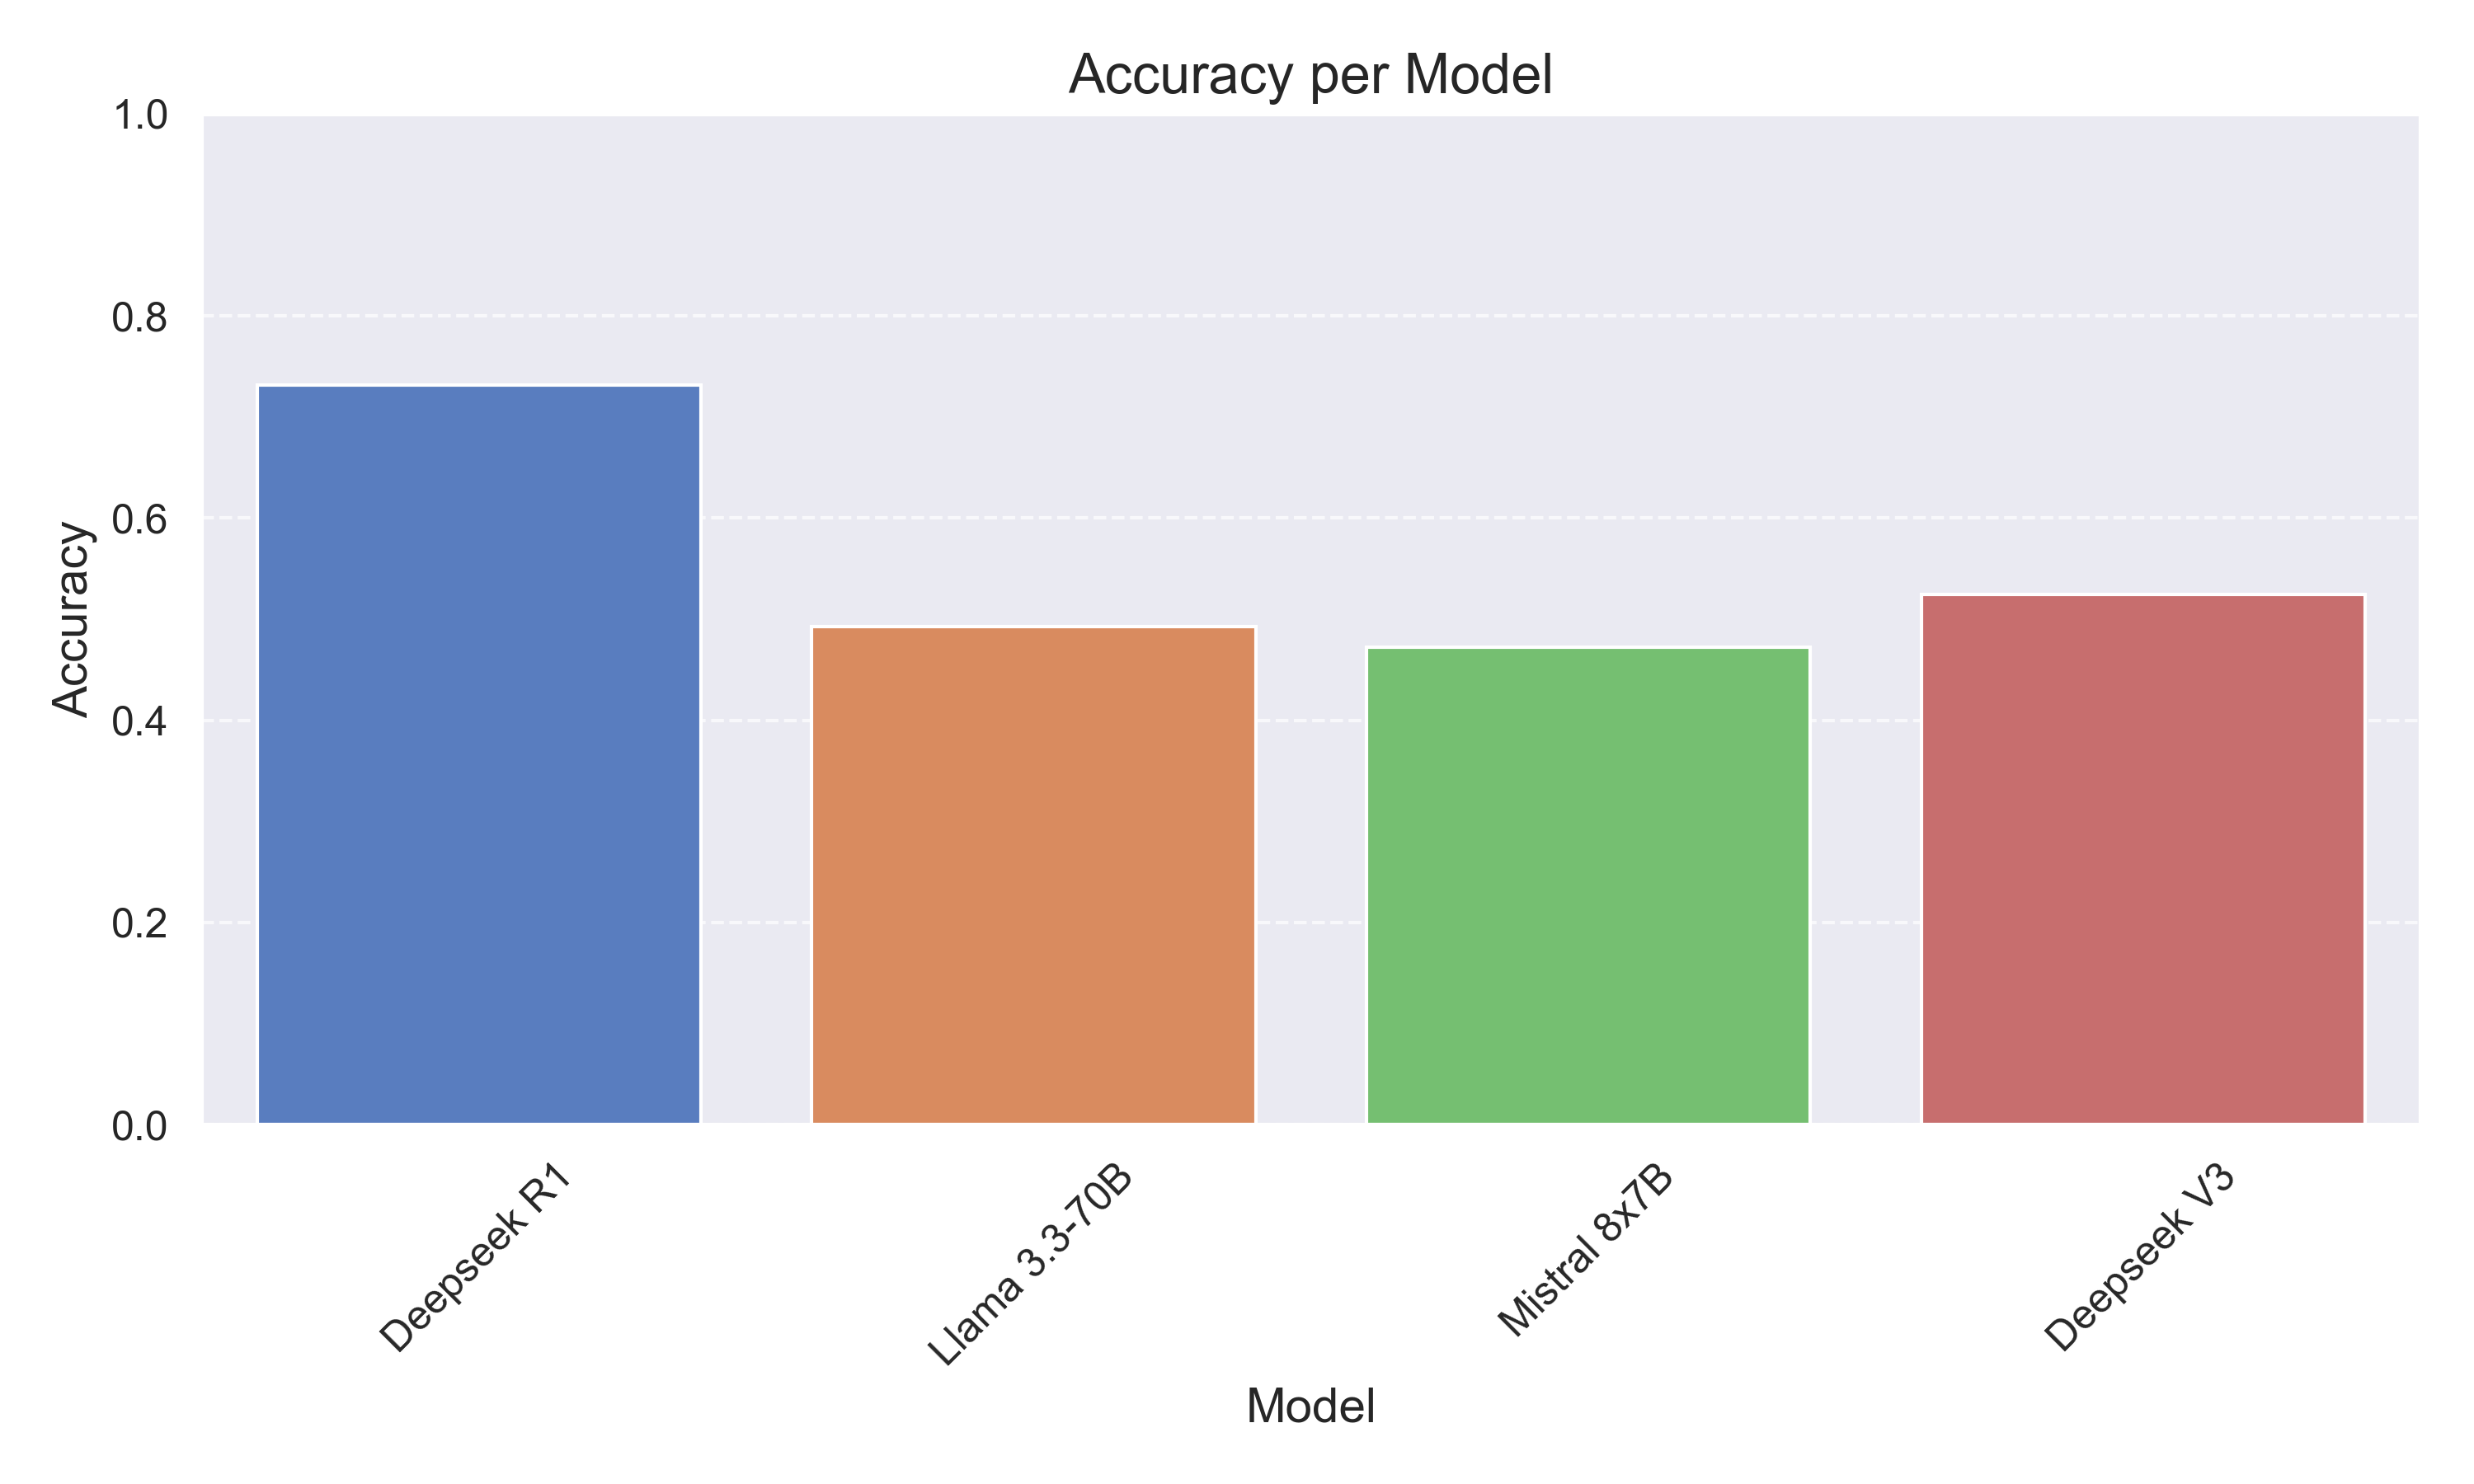 Accuracy per Model
1.0
0.8
0.6
0.4
0.2
0.0
Accuracy
Deepseek R1
Llama 3.3-70B
Mistral 8x7B
Deepseek V3
Model